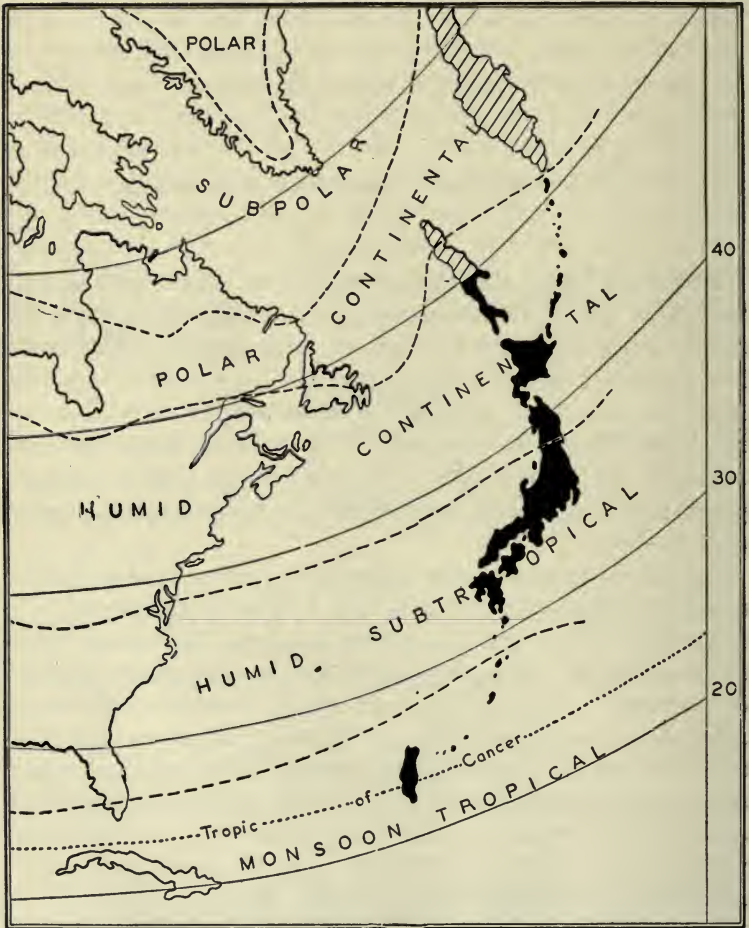 POLAR
SUBPOLAR
POLAR CONTINENTAL
40
HUMID CONTINENTAL
30
HUMID SUBTROPICAL
20
Tropic of Cancer
MONSOON TROPICAL